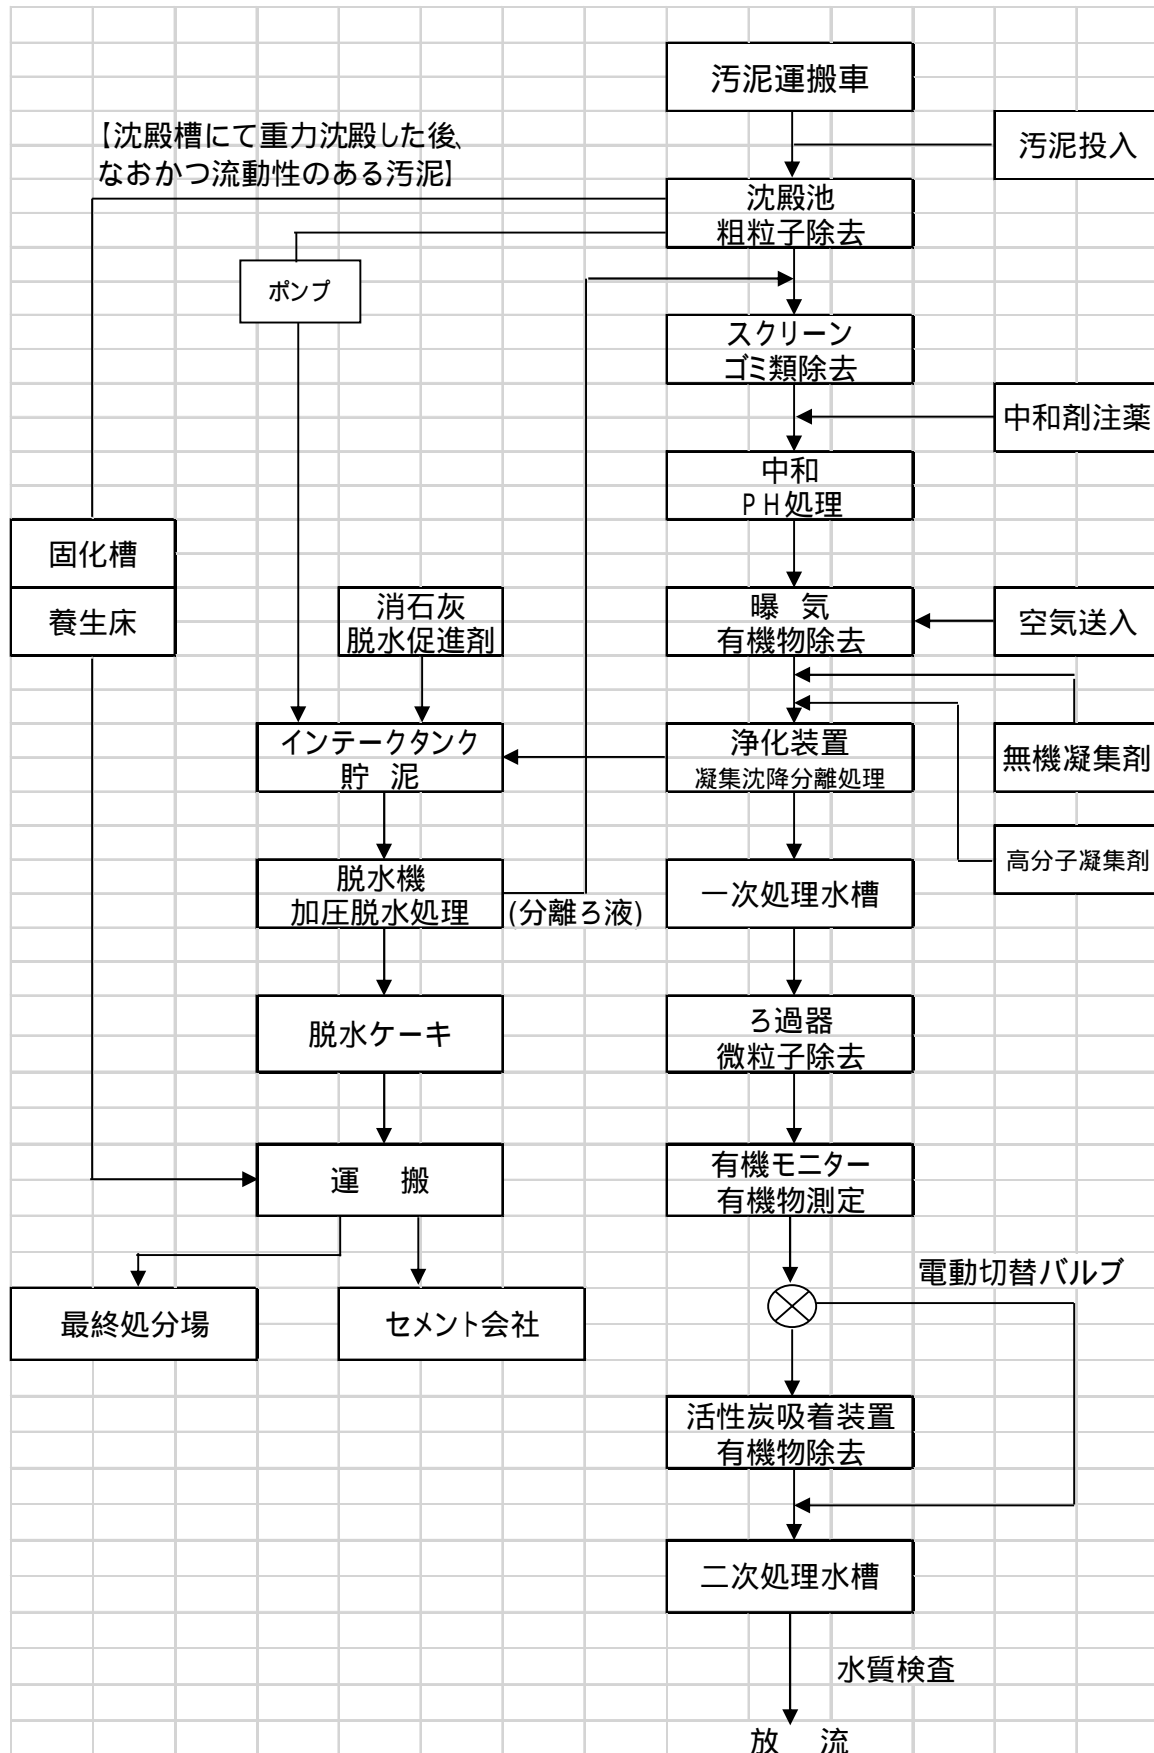 汚泥運搬車
【沈殿槽にて重力沈殿した後、
なおかつ流動性のある汚泥】
汚泥投入
沈殿池
粗粒子除去
ポンプ
スクリーン
ゴミ類除去
中和剤注薬
中和
PH処理
固化槽
養生床
消石灰
脱水促進剤
曝 気
有機物除去
空気送入
インテークタンク
貯 泥
浄化装置
凝集沈降分離処理
無機凝集剤
高分子凝集剤
脱水機
加圧脱水処理
(分離ろ液)
一次処理水槽
脱水ケーキ
ろ過器
微粒子除去
運 搬
有機モニター
有機物測定
電動切替バルブ
最終処分場
セメント会社
活性炭吸着装置
有機物除去
二次処理水槽
水質検査
放 流